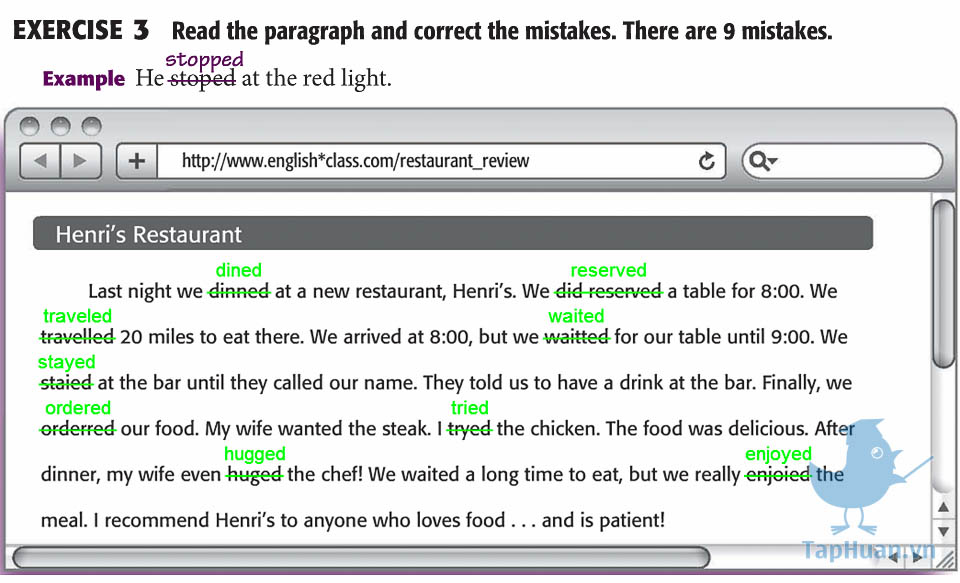 EXERCISE 3 Read the paragraph and correct the mistakes. There are 9 mistakes.
stopped
Example He stoped at the red light.
http://www.english*class.com/restaurant_review
Henri's Restaurant
dined reserved
Last night we dinned at a new restaurant, Henri's. We did reserved a table for 8:00. We
traveled waited
travelled 20 miles to eat there. We arrived at 8:00, but we waitted for our table until 9:00. We
stayed
staied at the bar until they called our name. They told us to have a drink at the bar. Finally, we
ordered tried
orderred our food. My wife wanted the steak. I tryed the chicken. The food was delicious. After
hugged enjoyed
dinner, my wife even huged the chef! We waited a long time to eat, but we really enjoied the
meal. I recommend Henri's to anyone who loves food . . . and is patient!
TapHuan.vn